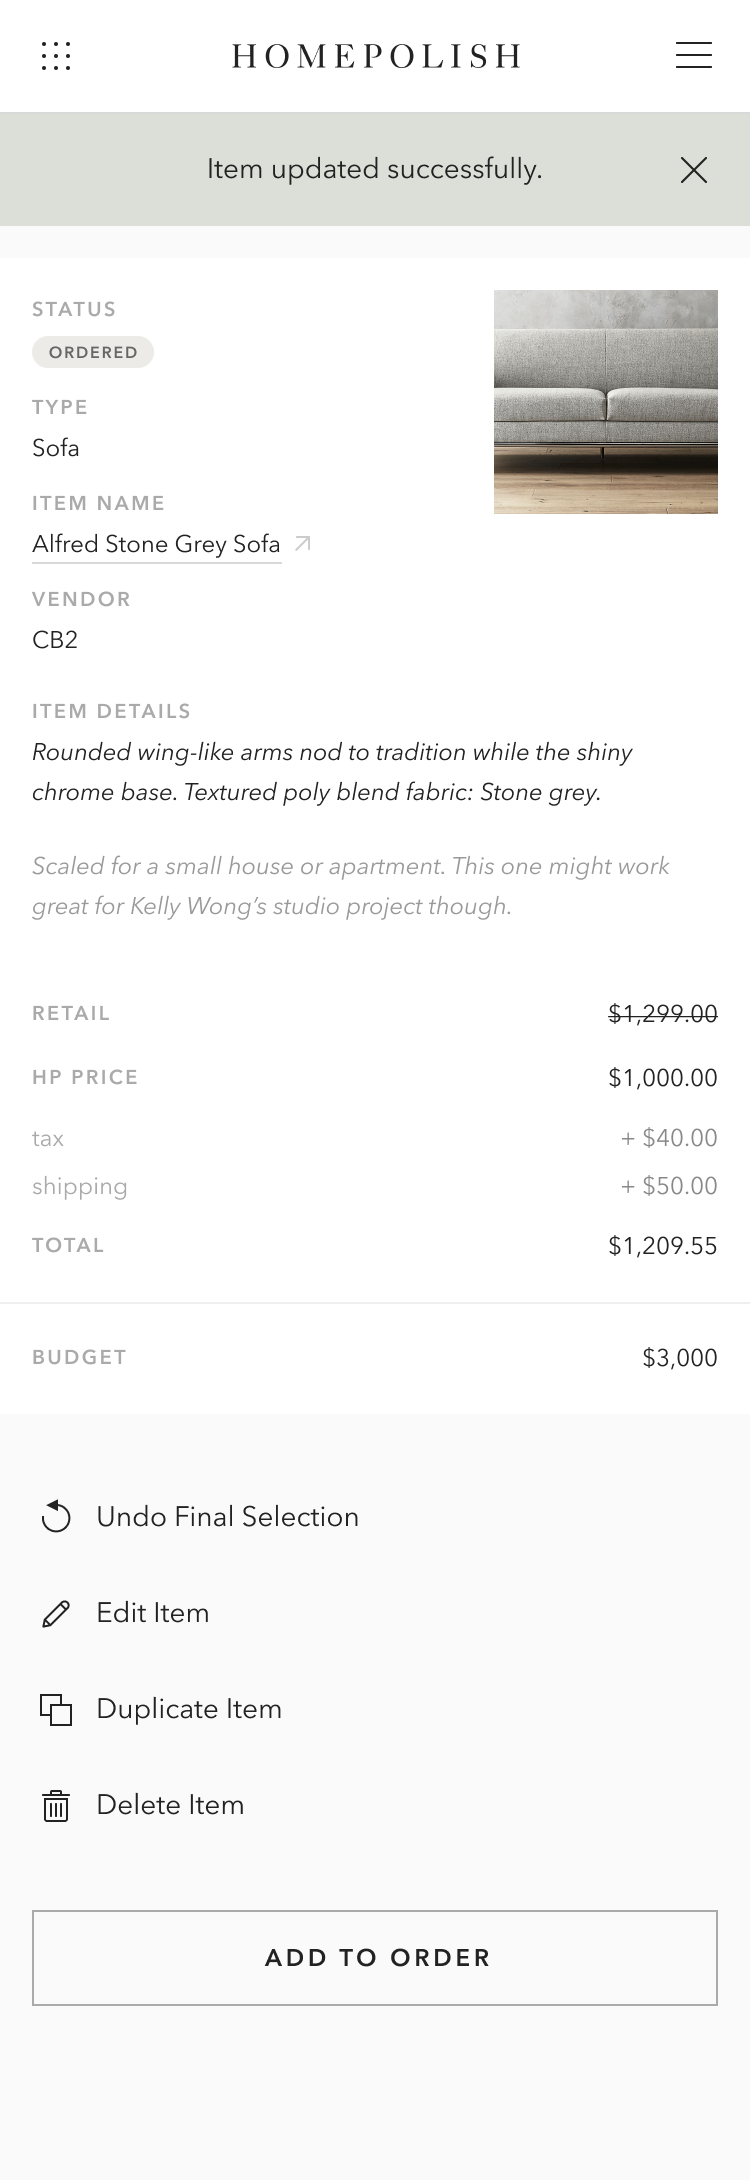 HOMEPOLISH
Item updated successfully.
STATUS
ORDERED
TYPE
Sofa
ITEM NAME
Alfred Stone Grey Sofa
VENDOR
CB2
ITEM DETAILS
Rounded wing-like arms nod to tradition while the shiny
chrome base. Textured poly blend fabric: Stone grey.
Scaled for a small house or apartment. This one might work
great for Kelly Wong’s studio project though.
RETAIL $1,299.00
HP PRICE $1,000.00
tax + $40.00
shipping + $50.00
TOTAL $1,209.55
BUDGET $3,000
Undo Final Selection
Edit Item
Duplicate Item
Delete Item
ADD TO ORDER